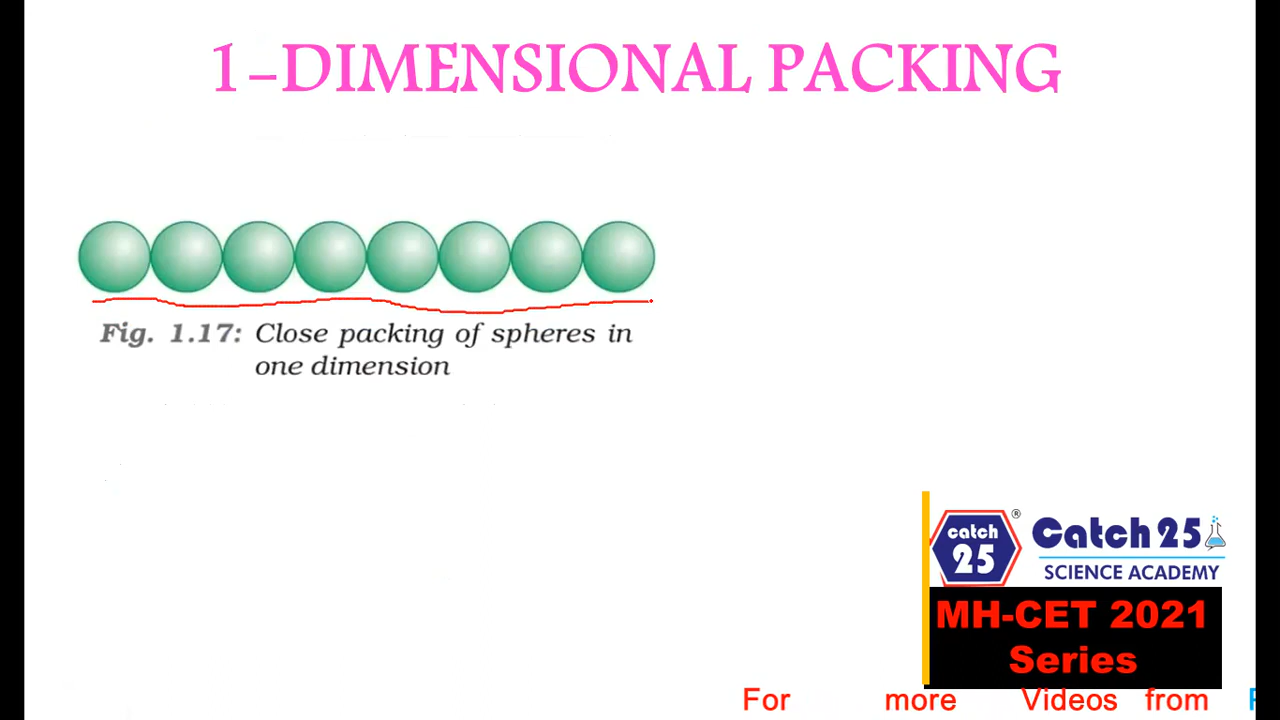 1-DIMENSIONAL PACKING
Fig. 1.17: Close packing of spheres in
one dimension
catch
25
®
Catch 25
SCIENCE ACADEMY
MH-CET 2021
Series
For more Videos from